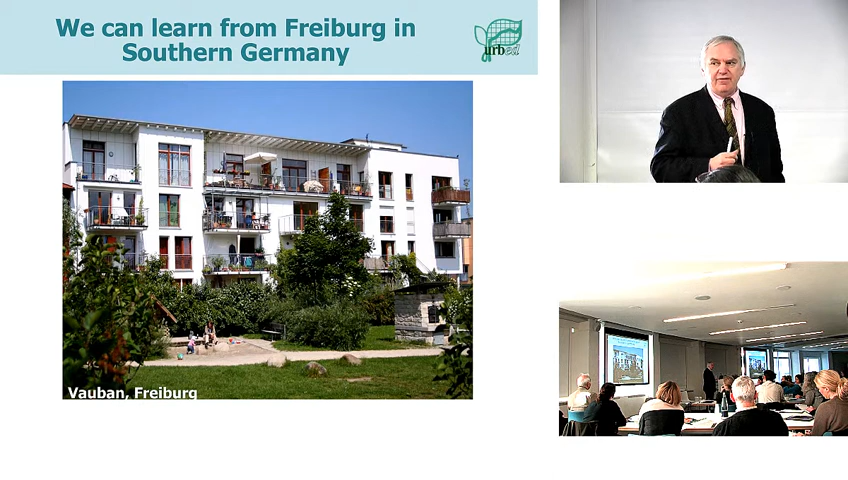 We can learn from Freiburg in
Southern Germany
urbed
Vauban, Freiburg